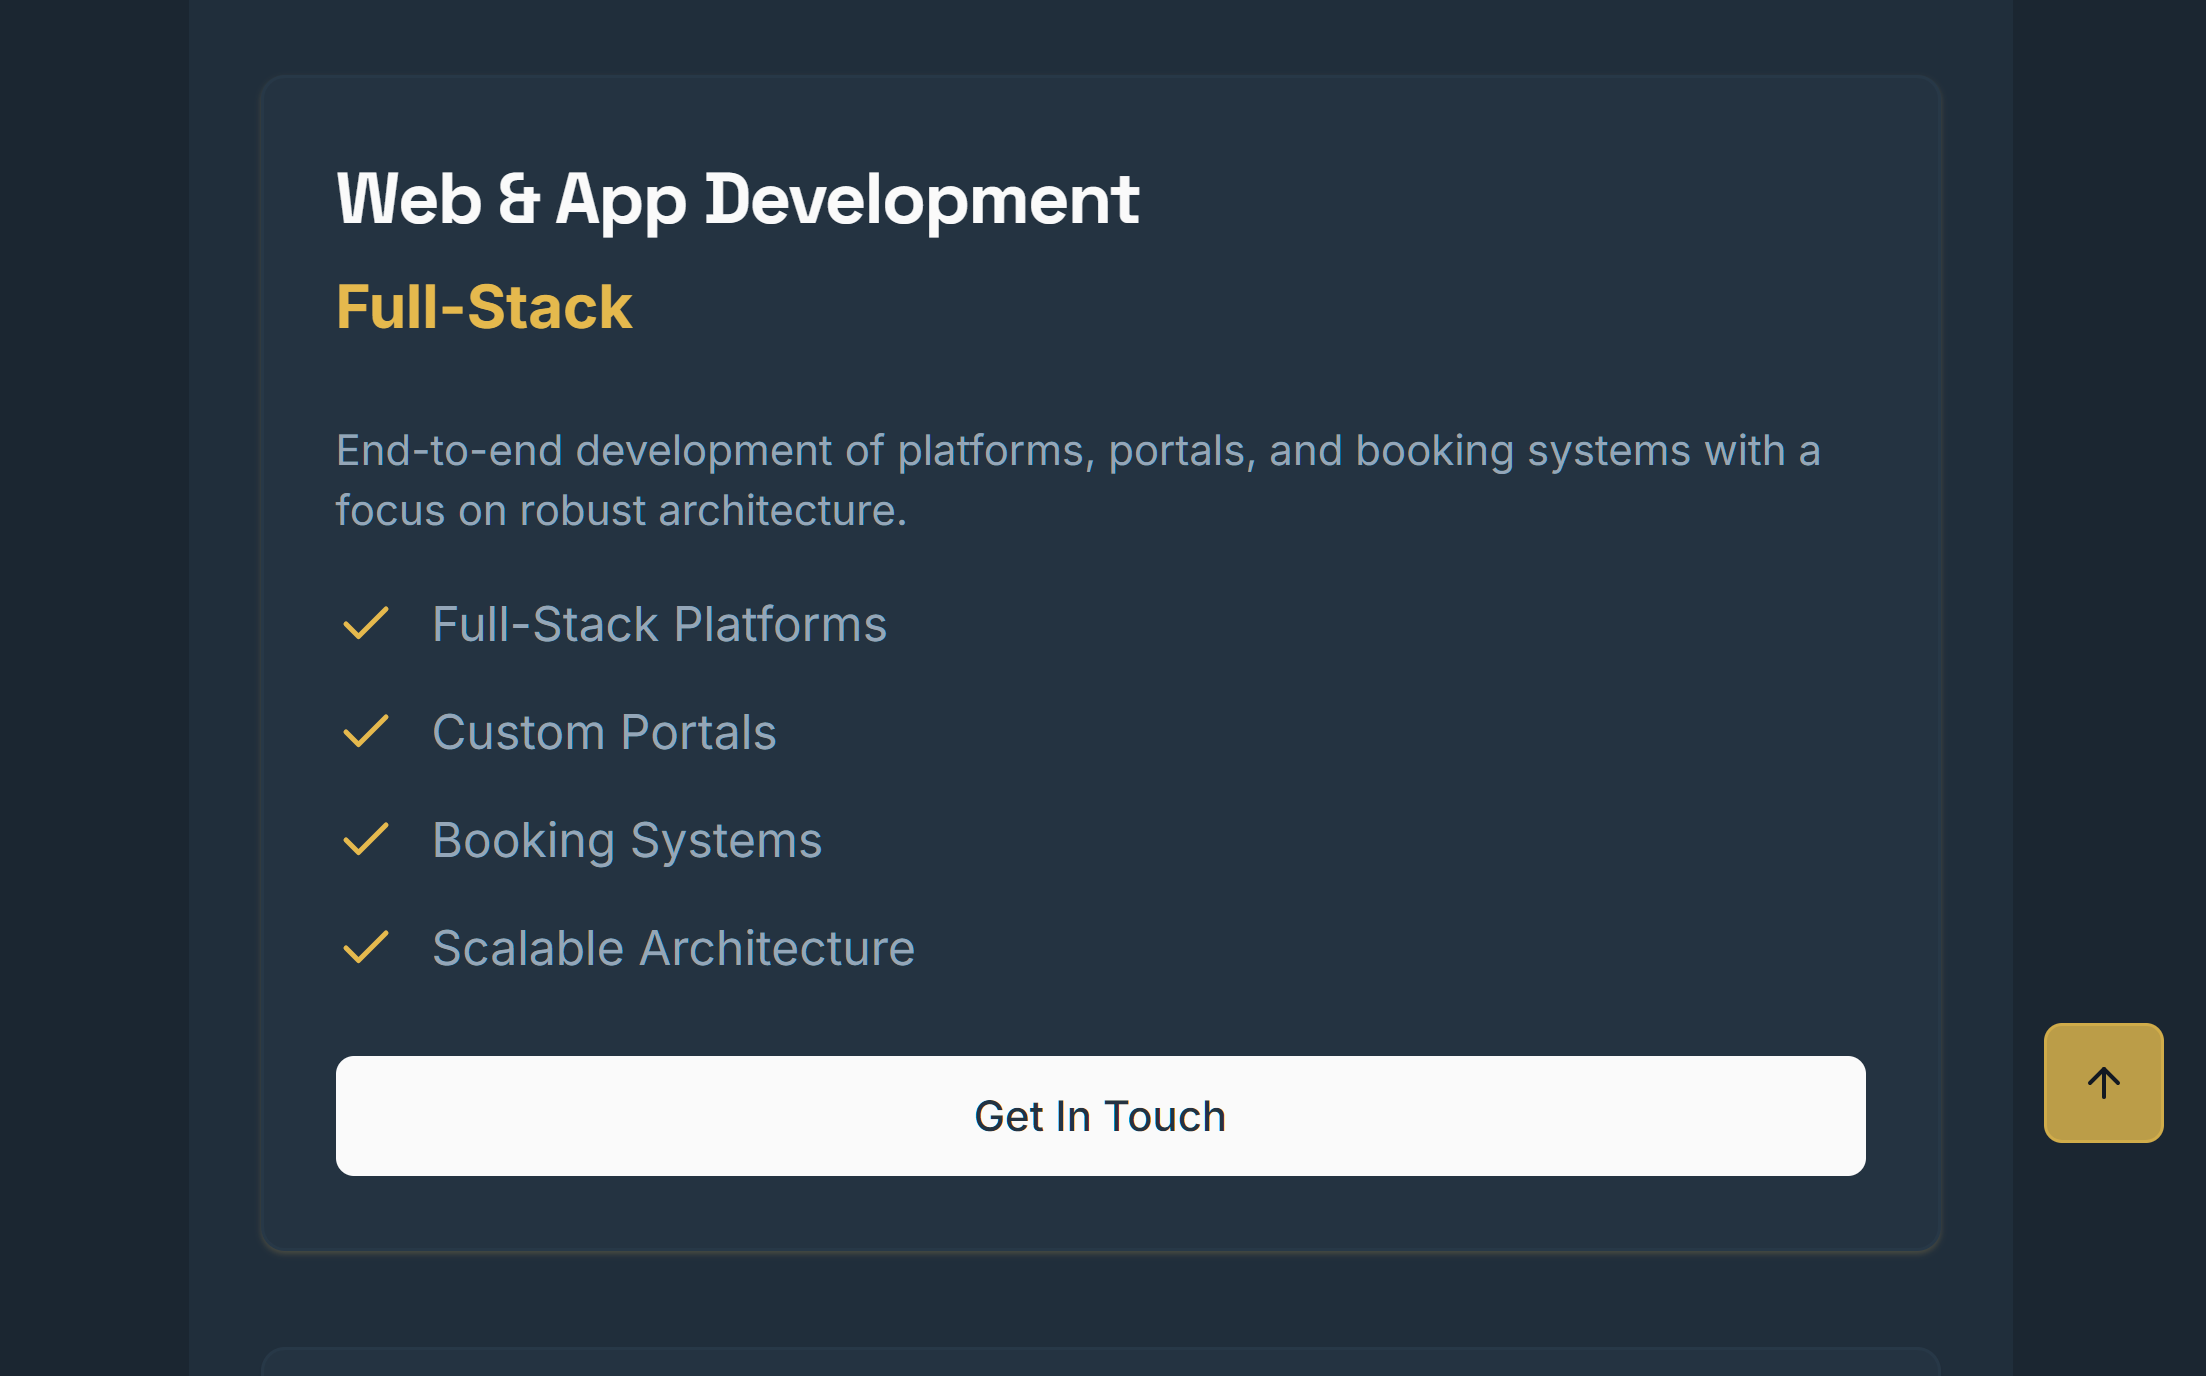 Web & App Development
Full-Stack
End-to-end development of platforms, portals, and booking systems with a
focus on robust architecture.
Full-Stack Platforms
Custom Portals
Booking Systems
Scalable Architecture
Get In Touch